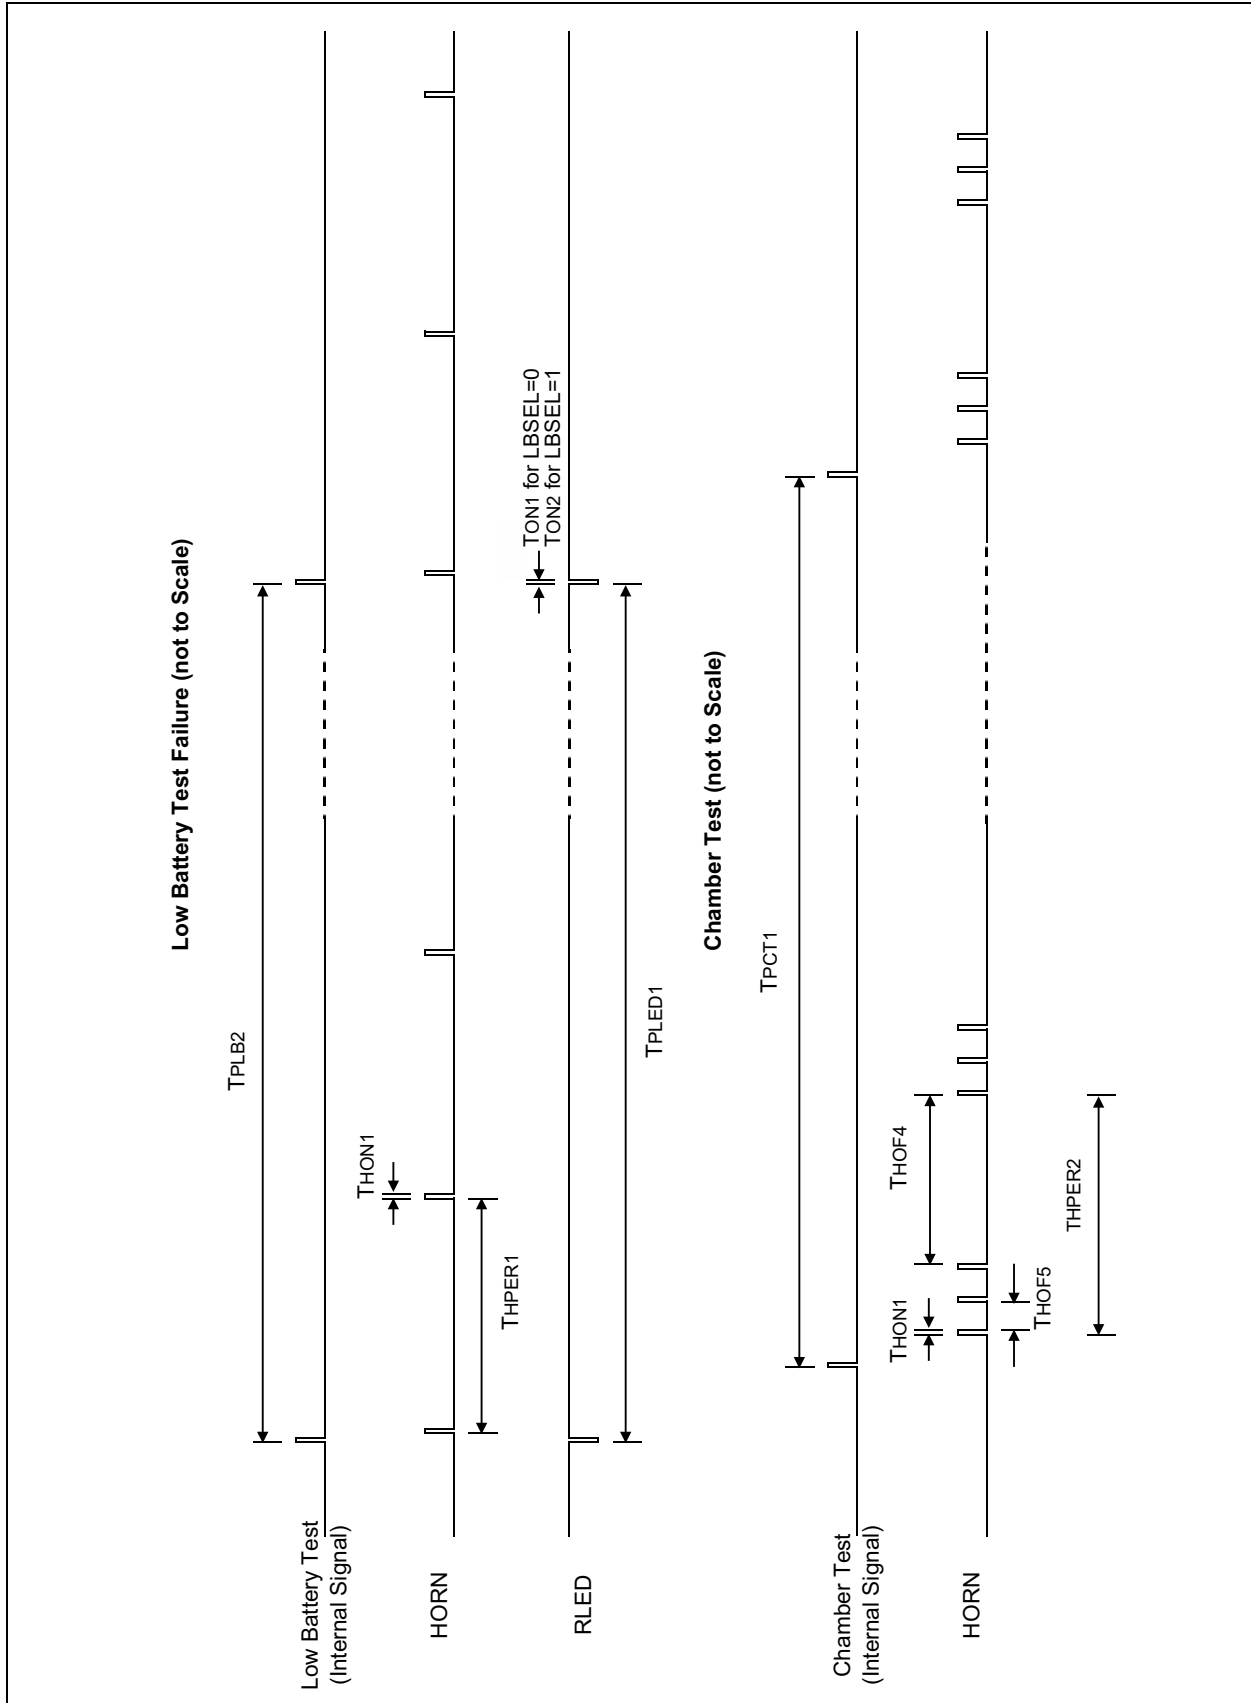 Low Battery Test Failure (not to Scale)
TPLB2
Low Battery Test
(Internal Signal)
THON1
HORN
THPER1
TON1 for LBSEL=0
TON2 for LBSEL=1
RLED
TPLED1
Chamber Test (not to Scale)
TPCT1
Chamber Test
(Internal Signal)
THON1
THOF4
HORN
THOF5
THPER2